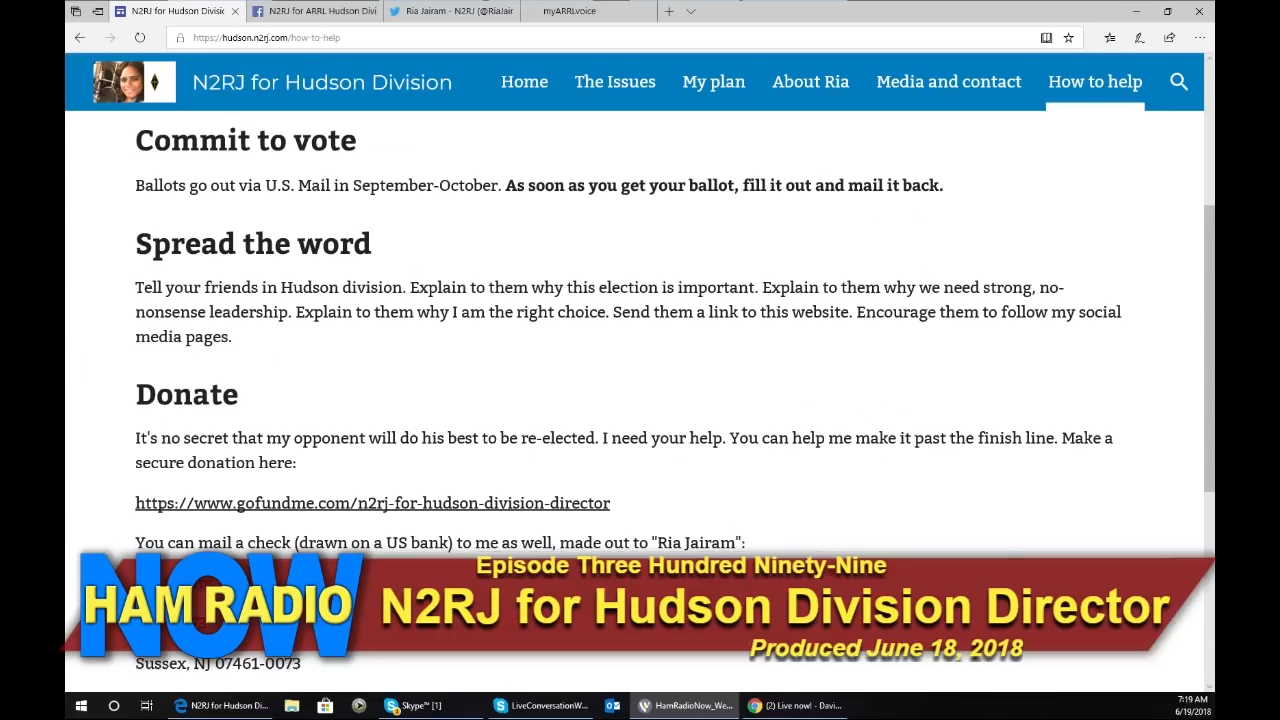 N2RJ for Hudson Divisio
N2RJ for ARRL Hudson Divi
Ria Jairam - N2RJ (@RiaJair
myARRLvoice
https://hudson.n2rj.com/how-to-help
N2RJ for Hudson Division
Home
The Issues
My plan
About Ria
Media and contact
How to help
Commit to vote
Ballots go out via U.S. Mail in September-October. As soon as you get your ballot, fill it out and mail it back.
Spread the word
Tell your friends in Hudson division. Explain to them why this election is important. Explain to them why we need strong, no-
nonsense leadership. Explain to them why I am the right choice. Send them a link to this website. Encourage them to follow my social
media pages.
Donate
It's no secret that my opponent will do his best to be re-elected. I need your help. You can help me make it past the finish line. Make a
secure donation here:
https://www.gofundme.com/n2rj-for-hudson-division-director
You can mail a check (drawn on a US bank) to me as well, made out to "Ria Jairam":
Episode Three Hundred Ninety-Nine
NOW
HAM RADIO
N2RJ for Hudson Division Director
Produced June 18, 2018
Sussex, NJ 07461-0073
N2RJ for Hudson Di...
Skype™ [1]
LiveConversationW...
HamRadioNow_We...
(2) Live now! - Davi...
7:19 AM
6/19/2018